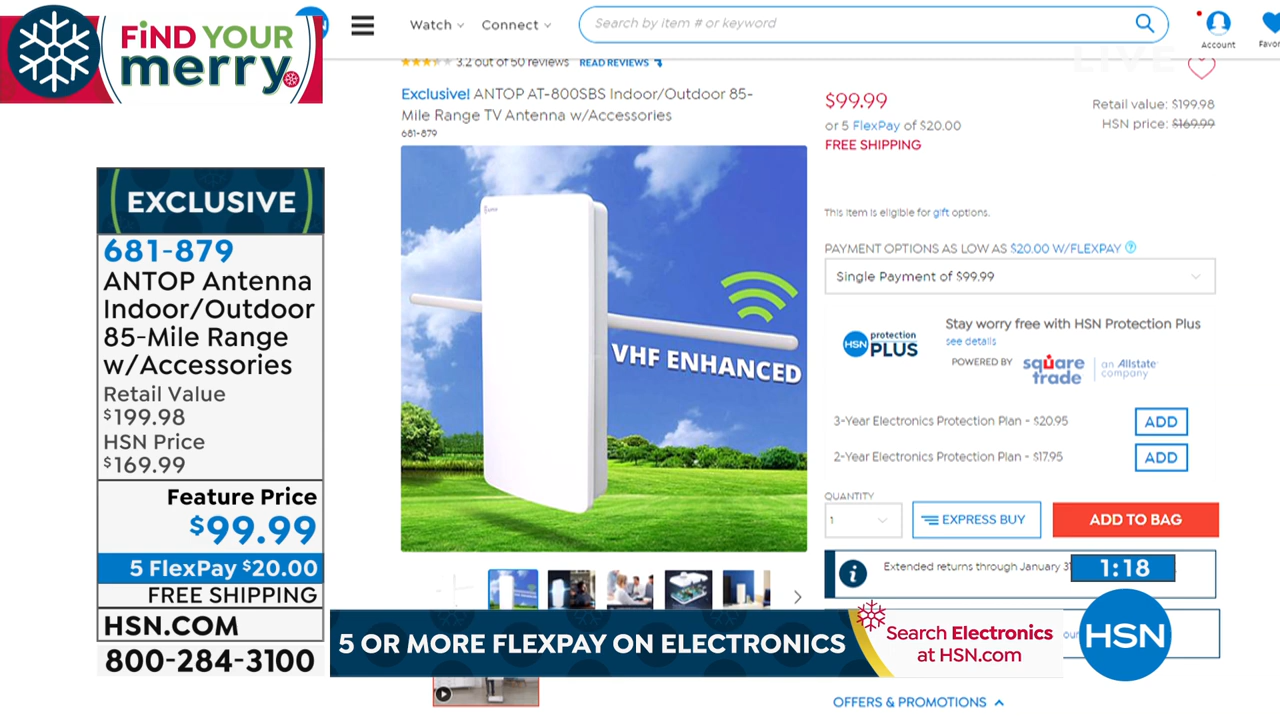 FiND YOUR
merry.
Watch
Connect
Search by item # or keyword
Account
LIVE
3.2 out of 50 reviews READ REVIEWS
Exclusive! ANTOP AT-800SBS Indoor/Outdoor 85-
Mile Range TV Antenna w/Accessories
681-879
VHF ENHANCED
$99.99
or 5 FlexPay of $20.00
FREE SHIPPING
Retail value: $199.98
HSN price: $169.99
This item is eligible for gift options.
PAYMENT OPTIONS AS LOW AS $20.00 W/FLEXPAY ?
Single Payment of $99.99
HSN protection PLUS
Stay worry free with HSN Protection Plus
see details
POWERED BY square trade an Allstate company
3-Year Electronics Protection Plan - $20.95 ADD
2-Year Electronics Protection Plan - $17.95 ADD
QUANTITY
1
EXPRESS BUY
ADD TO BAG
Extended returns through January
1:18
OFFERS & PROMOTIONS
EXCLUSIVE
681-879
ANTOP Antenna
Indoor/Outdoor
85-Mile Range
w/Accessories
Retail Value
$199.98
HSN Price
$169.99
Feature Price
$99.99
5 FlexPay $20.00
FREE SHIPPING
HSN.COM
800-284-3100
5 OR MORE FLEXPAY ON ELECTRONICS
Search Electronics
at HSN.com
HSN